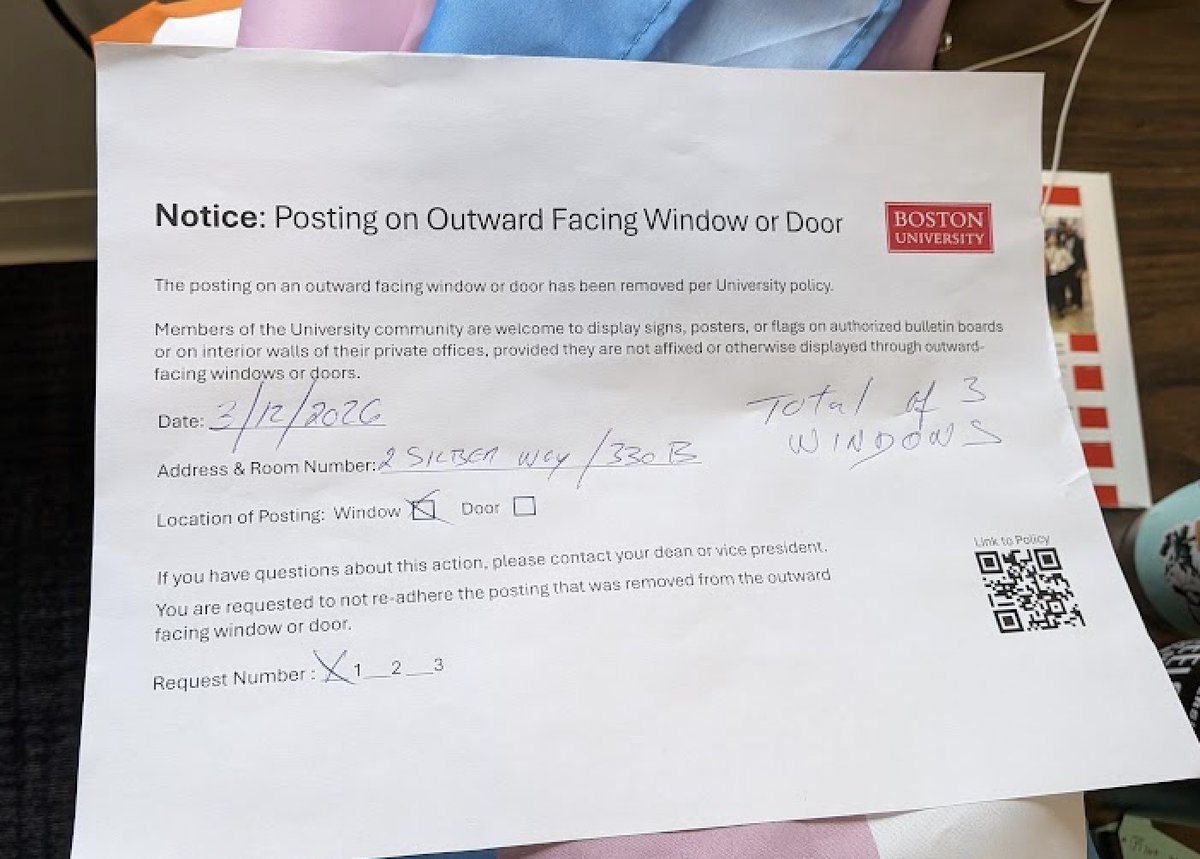 Notice: Posting on Outward Facing Window or Door
BOSTON
UNIVERSITY
The posting on an outward facing window or door has been removed per University policy.
Members of the University community are welcome to display signs, posters, or flags on authorized bulletin boards
or on interior walls of their private offices, provided they are not affixed or otherwise displayed through outward-
facing windows or doors.
Date: 3/12/2026
Total of 3
WINDOWS
Address & Room Number: 2 SILBER WAY/330 B
Location of Posting: Window ☒ Door ☐
If you have questions about this action, please contact your dean or vice president.
You are requested to not re-adhere the posting that was removed from the outward
facing window or door.
Link to Policy
Request Number : X 1 __2 __3